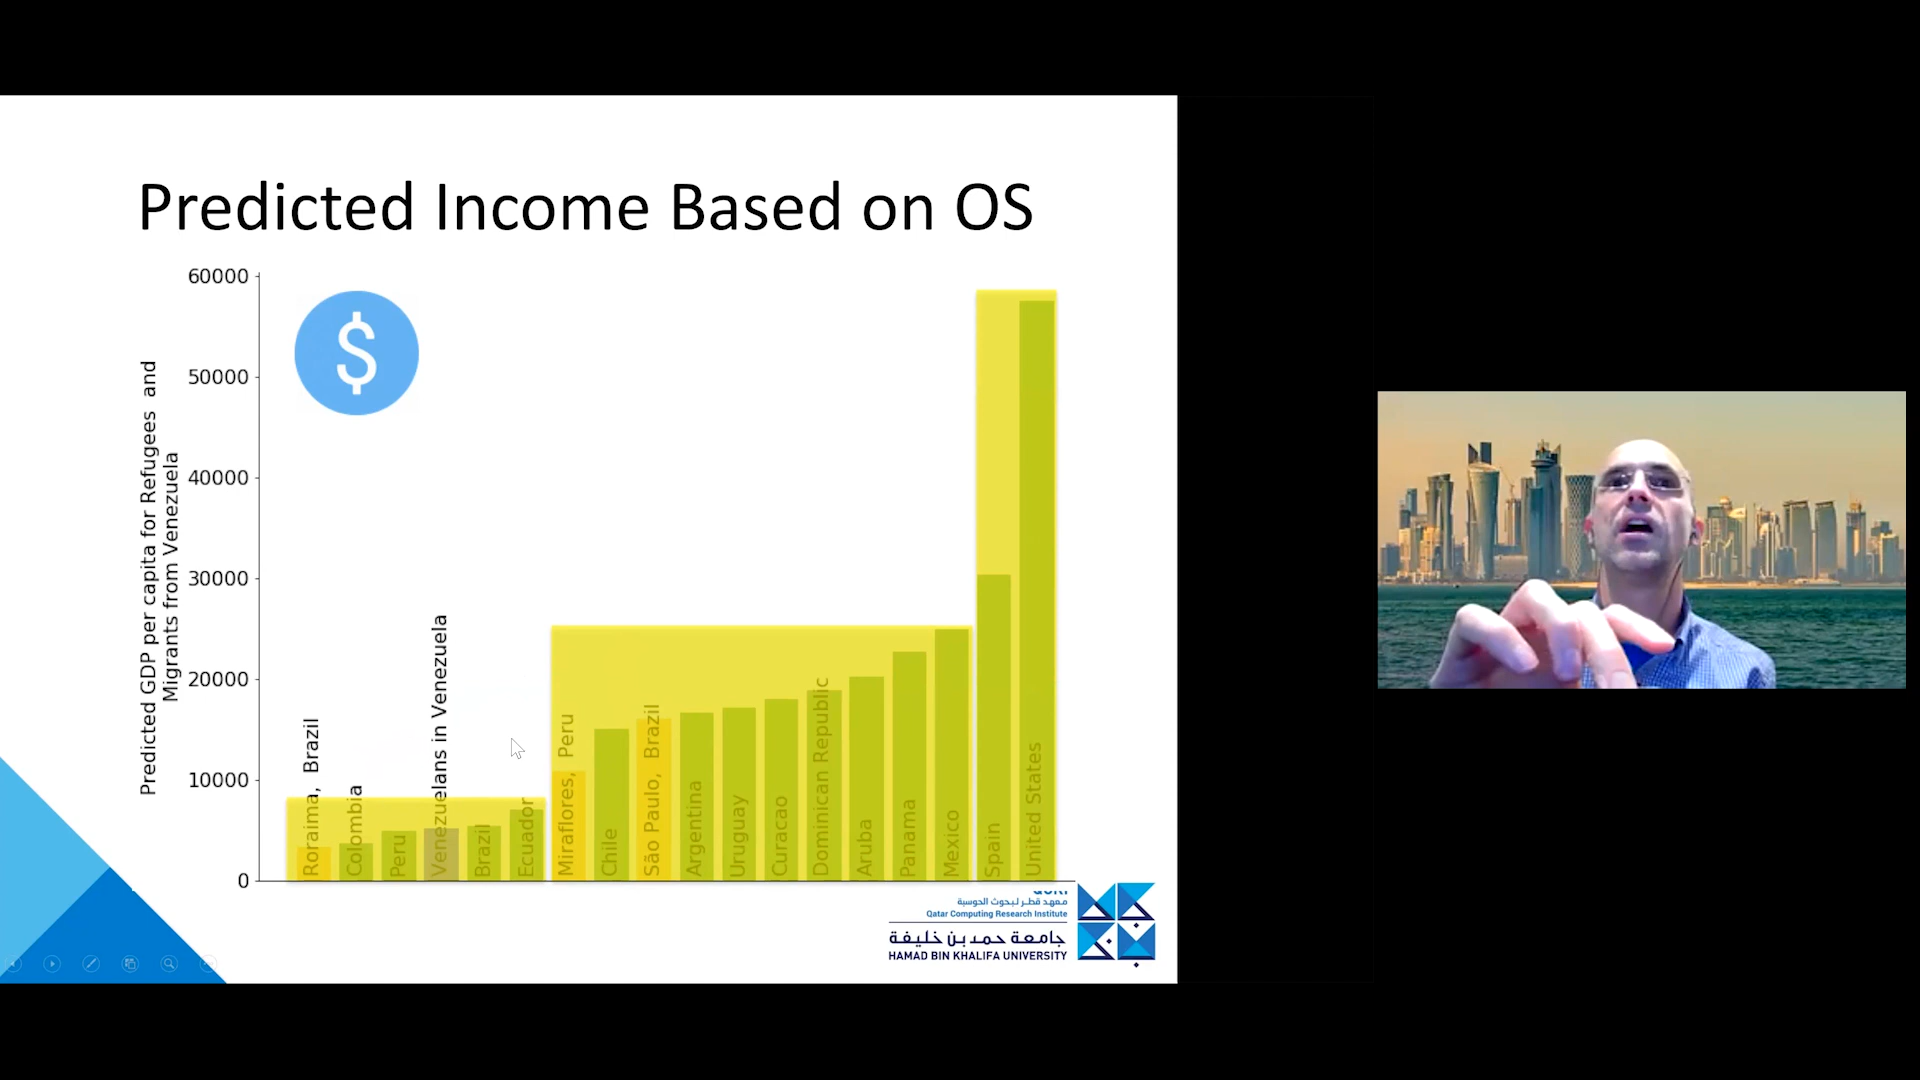 Predicted Income Based on OS
Predicted GDP per capita for Refugees and
Migrants from Venezuela
60000
50000
40000
30000
20000
10000
0
$
Roraima, Brazil
Colombia
Peru
Venezuelans in Venezuela
Brazil
Ecuador
Miraflores, Peru
Chile
São Paulo, Brazil
Argentina
Uruguay
Curacao
Dominican Republic
Aruba
Panama
Mexico
Spain
United States
معهد قطر لبحوث الحوسبة
Qatar Computing Research Institute
جامعة حمد بن خليفة
HAMAD BIN KHALIFA UNIVERSITY